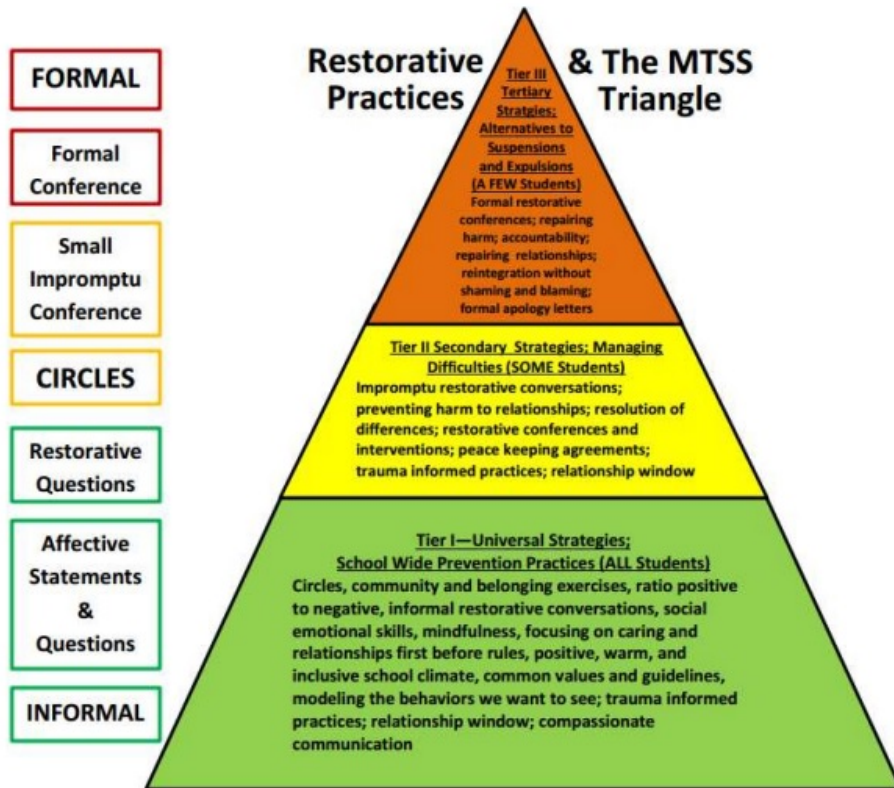 Restorative Practices
& The MTSS Triangle
FORMAL
Formal
Conference
Small
Impromptu
Conference
CIRCLES
Restorative
Questions
Affective
Statements
&
Questions
INFORMAL
Tier III
Tertiary
Stratgies;
Alternatives to
Suspensions
and Expulsions
(A FEW Students)
Formal restorative
conferences; repairing
harm; accountability;
repairing relationships;
reintegration without
shaming and blaming;
formal apology letters
Tier II Secondary Strategies; Managing
Difficulties (SOME Students)
Impromptu restorative conversations;
preventing harm to relationships; resolution of
differences; restorative conferences and
interventions; peace keeping agreements;
trauma informed practices; relationship window
Tier I—Universal Strategies;
School Wide Prevention Practices (ALL Students)
Circles, community and belonging exercises, ratio positive
to negative, informal restorative conversations, social
emotional skills, mindfulness, focusing on caring and
relationships first before rules, positive, warm, and
inclusive school climate, common values and guidelines,
modeling the behaviors we want to see; trauma informed
practices; relationship window; compassionate
communication